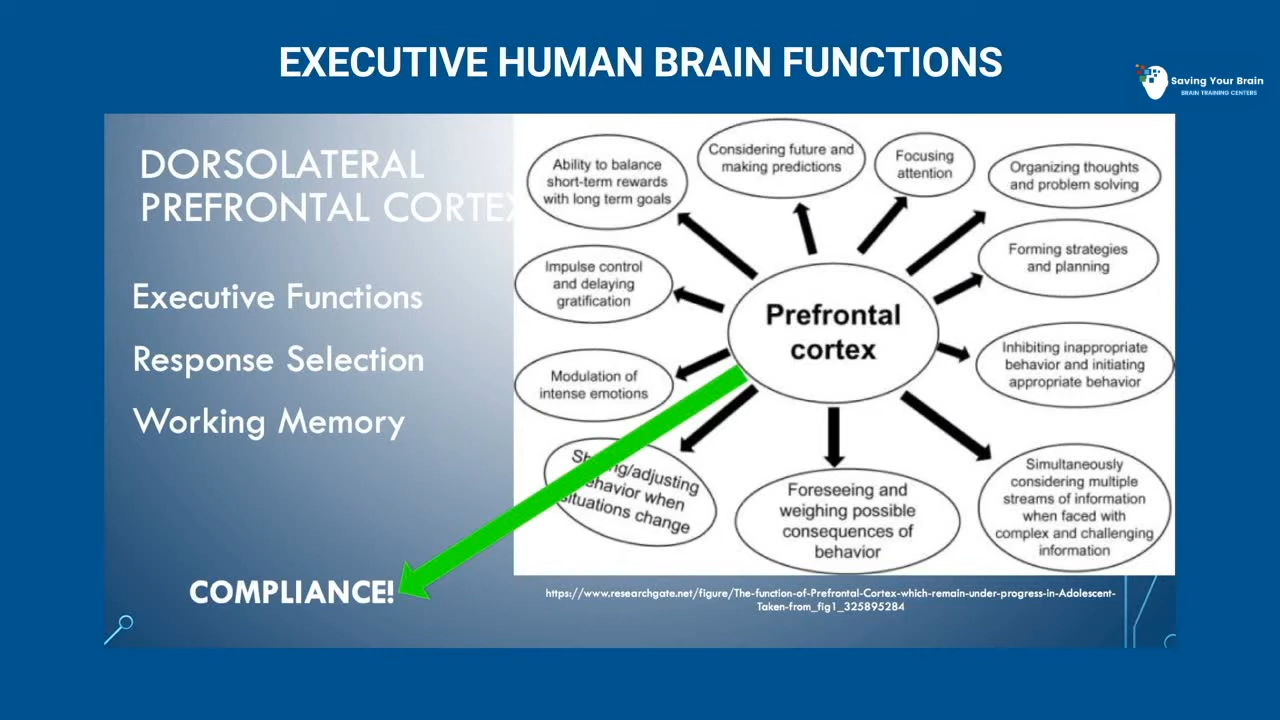 EXECUTIVE HUMAN BRAIN FUNCTIONS
Saving Your Brain
BRAIN TRAINING CENTERS
DORSOLATERAL
PREFRONTAL CORTEX
Executive Functions
Response Selection
Working Memory
COMPLIANCE!
Ability to balance
short-term rewards
with long term goals
Considering future and
making predictions
Focusing
attention
Organizing thoughts
and problem solving
Impulse control
and delaying
gratification
Forming strategies
and planning
Prefrontal
cortex
Modulation of
intense emotions
Inhibiting inappropriate
behavior and initiating
appropriate behavior
behavior when
situations change
Foreseeing and
weighing possible
consequences of
behavior
Simultaneously
considering multiple
streams of information
when faced with
complex and challenging
information
https://www.researchgate.net/figure/The-function-of-Prefrontal-Cortex-which-remain-under-progress-in-Adolescent-
Taken-from_fig1_325895284